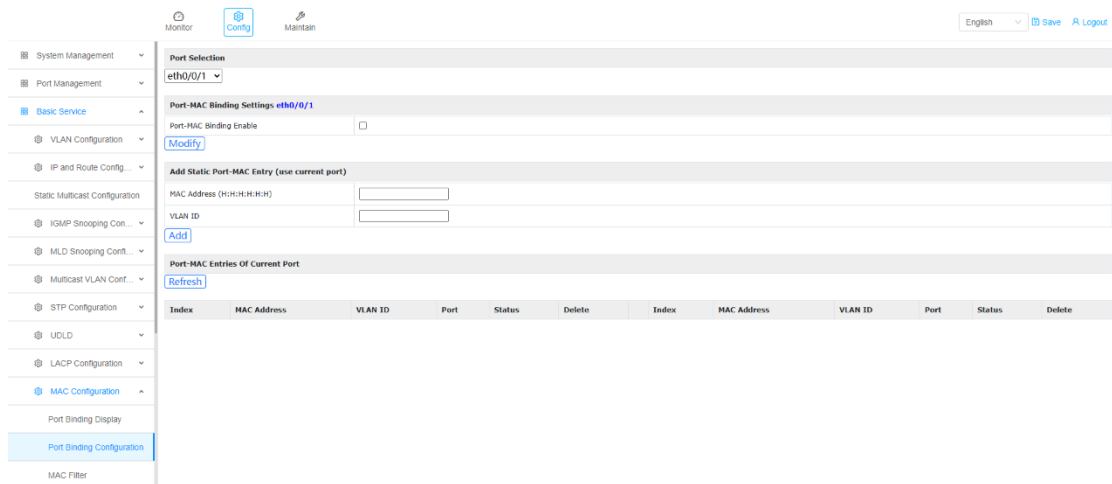 Monitor
Config
Maintain
English
Save
Logout
System Management
Port Management
Basic Service
VLAN Configuration
IP and Route Config...
Static Multicast Configuration
IGMP Snooping Con...
MLD Snooping Confi...
Multicast VLAN Conf...
STP Configuration
UDLD
LACP Configuration
MAC Configuration
Port Binding Display
Port Binding Configuration
MAC Filter
Port Selection
eth0/0/1
Port-MAC Binding Settings eth0/0/1
Port-MAC Binding Enable
Modify
Add Static Port-MAC Entry (use current port)
MAC Address (H:H:H:H:H:H)
VLAN ID
Add
Port-MAC Entries Of Current Port
Refresh
Index MAC Address VLAN ID Port Status Delete Index MAC Address VLAN ID Port Status Delete